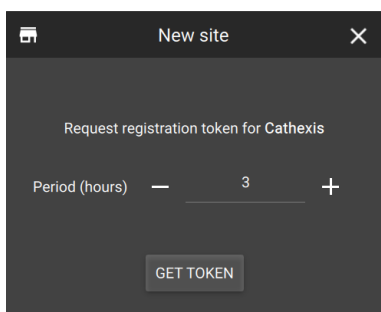 New site
Request registration token for Cathexis
Period (hours) 3
GET TOKEN